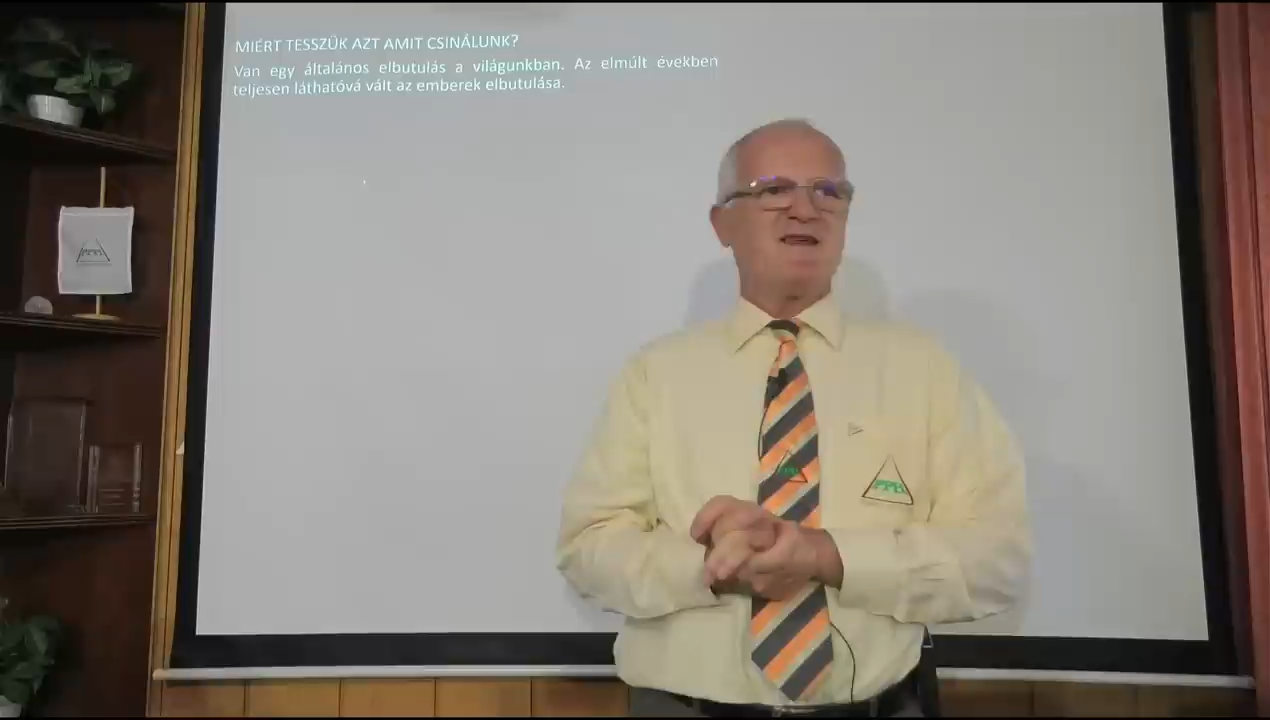 MIÉRT TESSZÜK AZT AMIT CSINÁLUNK?
Van egy általános elbutulás a világunkban. Az elmúlt években
teljesen láthatóvá vált az emberek elbutulása.